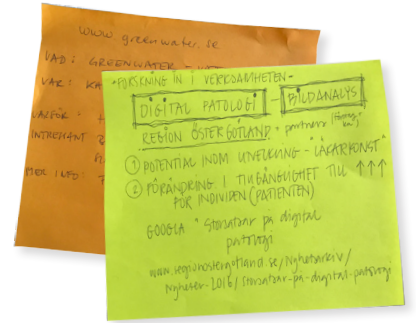 www.greenwater.se
VAD: GREENWATER -
VAR: KA
VARFÖR:
INTRESSANT
MER INFO:
"FORSKNING IN I VERKSAMHETEN"
DIGITAL PATOLOGI - BILDANALYS
REGION ÖSTERGÖTLAND + partners
① POTENTIAL INOM UTVECKLING - "LÄKARKONST"
② FÖRÄNDRING I TILLGÄNGLIGHET TILL ↑↑↑
FÖR INDIVIDEN (PATIENTEN)
GOOGLA "Storsatsar på digital
patologi
www.regionostergotland.se/Nyhetsarkiv/
Nyheter-2016/Storsatsar-pa-digital-patologi